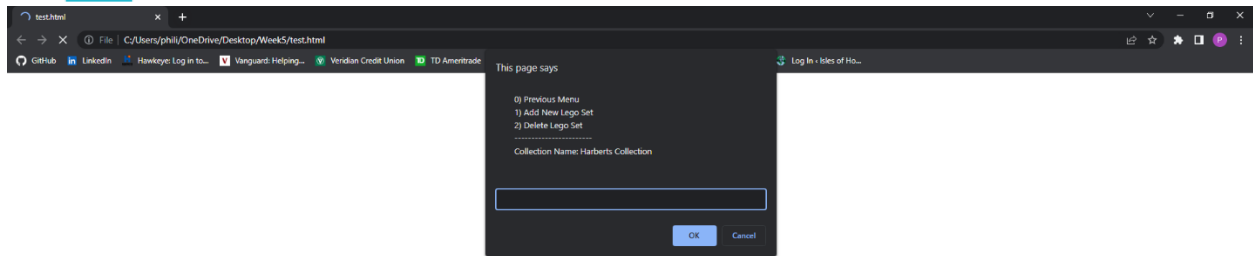 test.html
File | C:/Users/phili/OneDrive/Desktop/Week5/test.html
GitHub LinkedIn Hawkeye: Log in to... Vanguard: Helping... Veridian Credit Union TD Ameritrade Log In ‹ Isles of Ho...
This page says
0) Previous Menu
1) Add New Lego Set
2) Delete Lego Set
-----------------------
Collection Name: Harberts Collection
OK Cancel